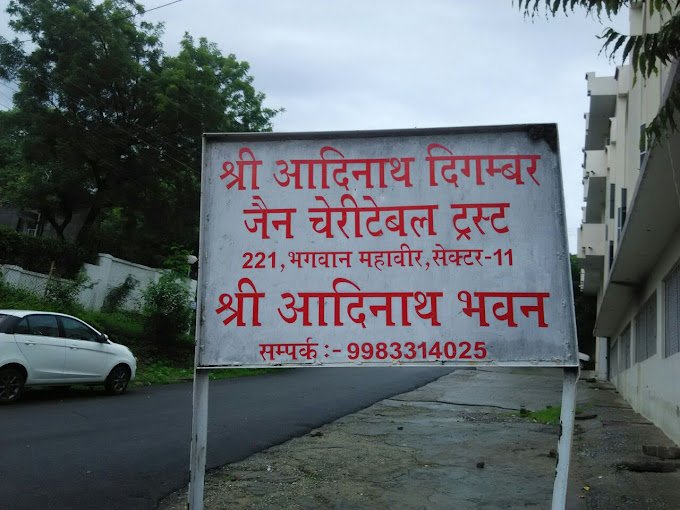 श्री आदिनाथ दिगम्बर
जैन चेरीटेबल ट्रस्ट
221,भगवान महावीर,सेक्टर-11
श्री आदिनाथ भवन
सम्पर्क :- 9983314025